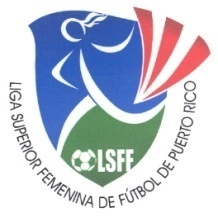 LSFF
LIGA SUPERIOR FEMENINA DE FÚTBOL DE PUERTO RICO